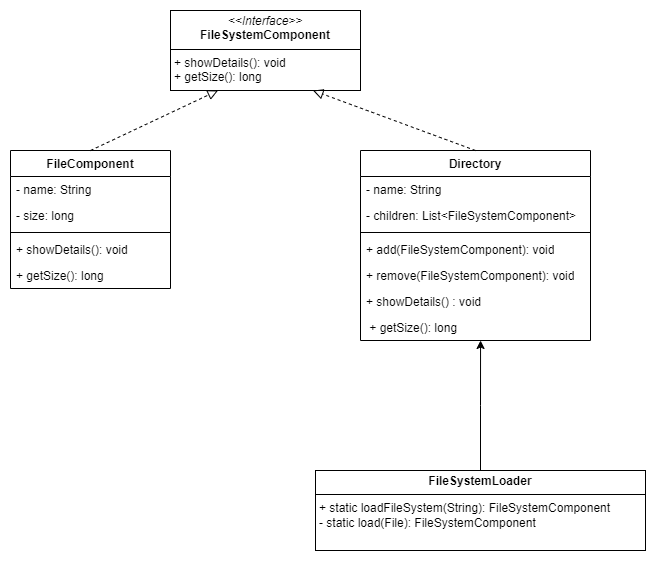 <<Interface>>
FileSystemComponent
+ showDetails(): void
+ getSize(): long
FileComponent
- name: String
- size: long
+ showDetails(): void
+ getSize(): long
Directory
- name: String
- children: List<FileSystemComponent>
+ add(FileSystemComponent): void
+ remove(FileSystemComponent): void
+ showDetails() : void
+ getSize(): long
FileSystemLoader
+ static loadFileSystem(String): FileSystemComponent
- static load(File): FileSystemComponent